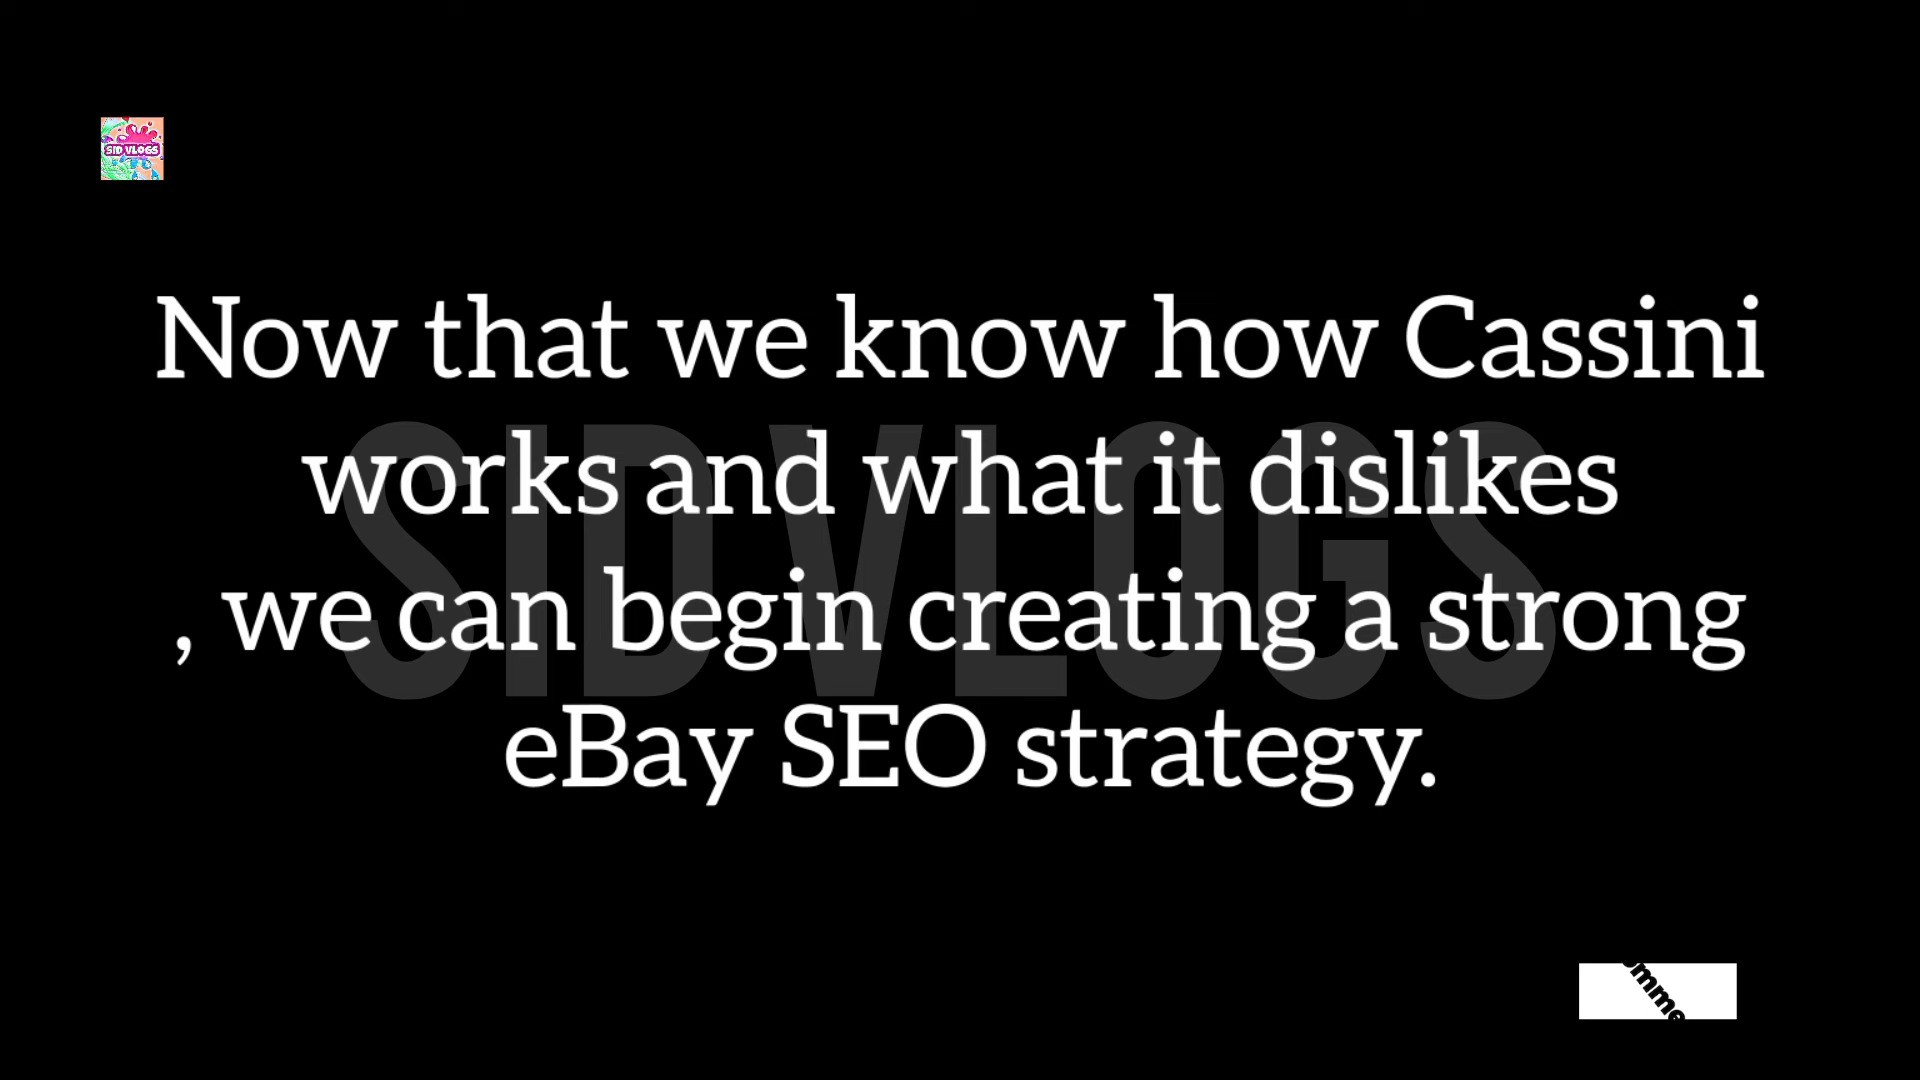 SID VLOGS
Now that we know how Cassini
works and what it dislikes
, we can begin creating a strong
eBay SEO strategy.
SID VLOGS
omme